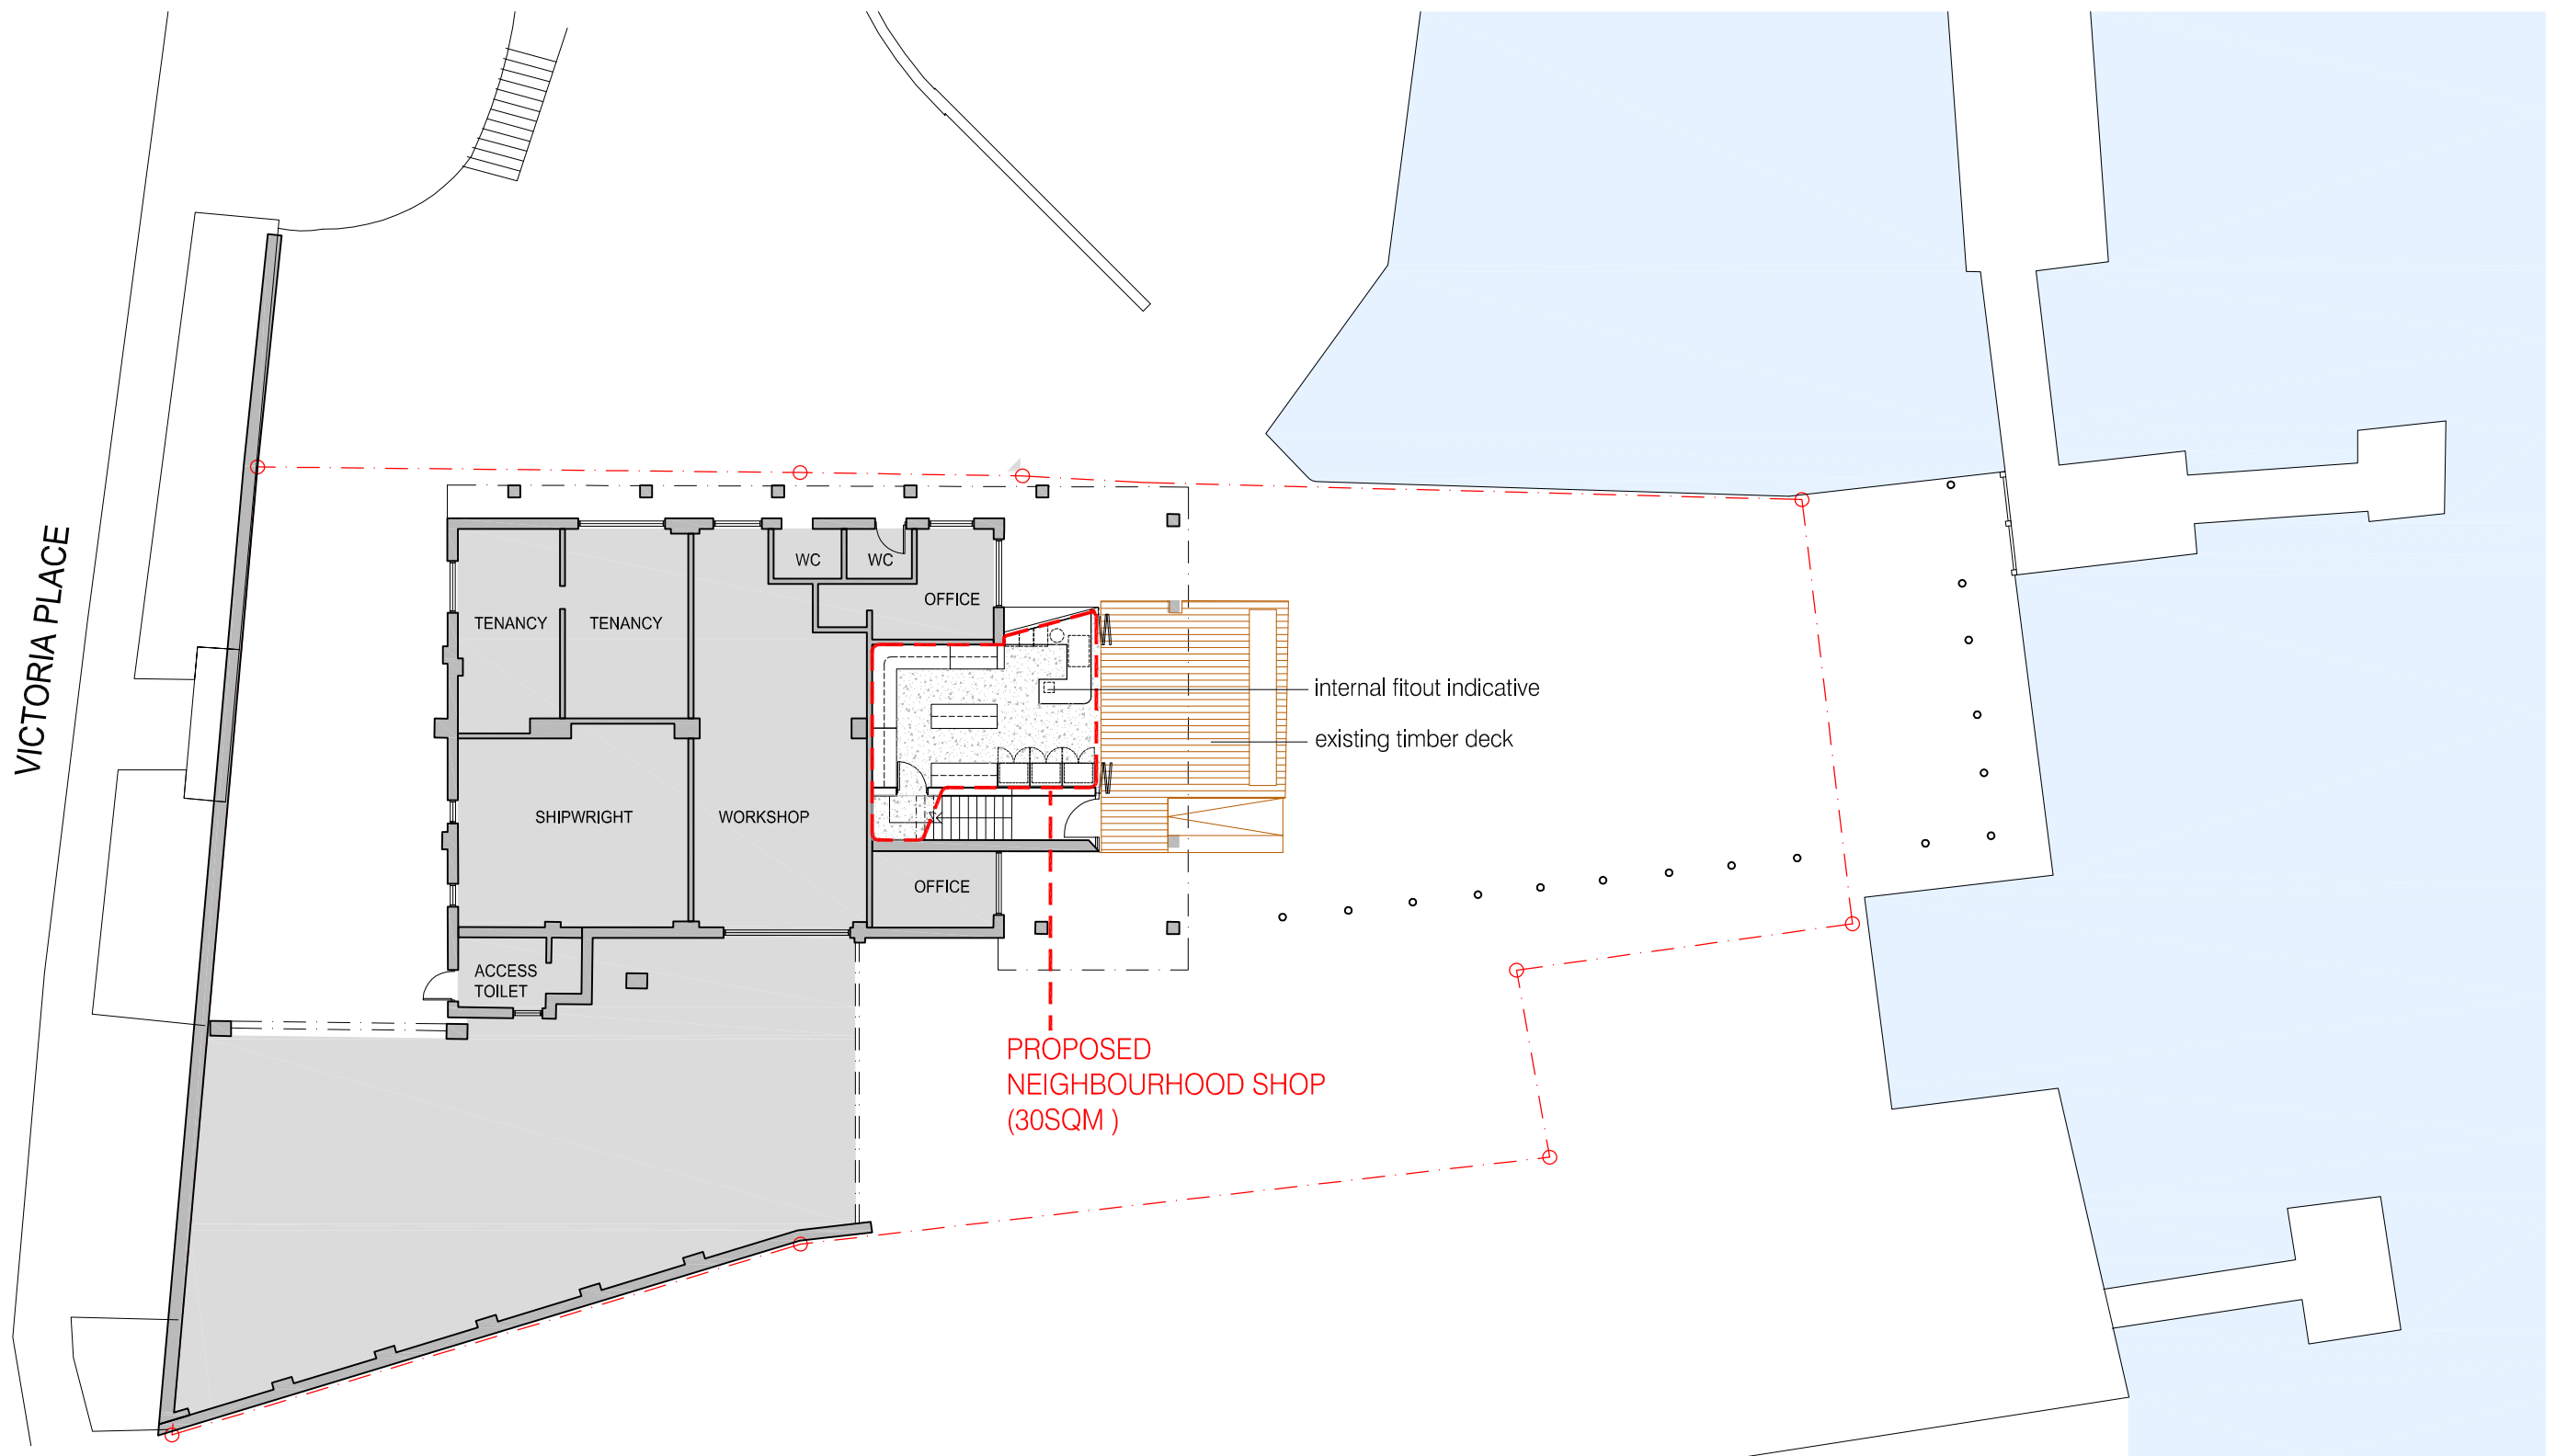 VICTORIA PLACE
WC
WC
OFFICE
TENANCY
TENANCY
internal fitout indicative
existing timber deck
SHIPWRIGHT
WORKSHOP
OFFICE
ACCESS
TOILET
PROPOSED
NEIGHBOURHOOD SHOP
(30SQM )